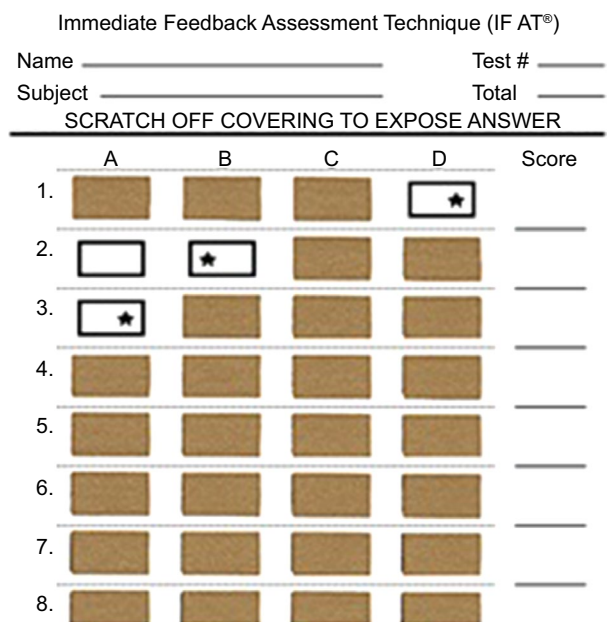 Immediate Feedback Assessment Technique (IF AT®)
Name Test #
Subject Total
SCRATCH OFF COVERING TO EXPOSE ANSWER
A B C D Score
1.
2.
3.
4.
5.
6.
7.
8.